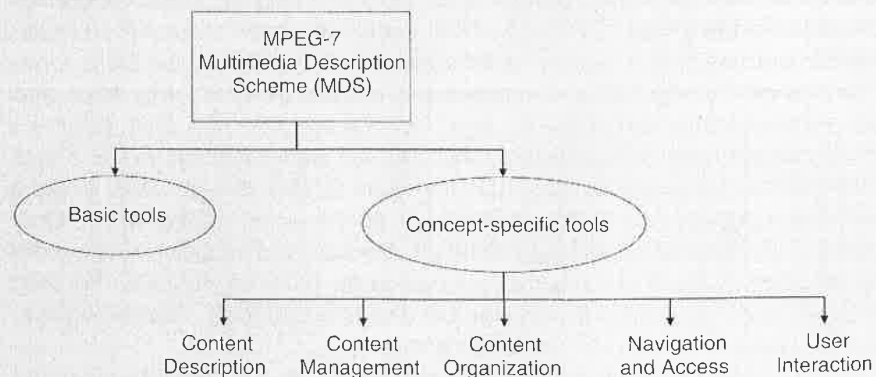 MPEG-7
Multimedia Description
Scheme (MDS)
Basic tools
Concept-specific tools
Content
Description
Content
Management
Content
Organization
Navigation
and Access
User
Interaction